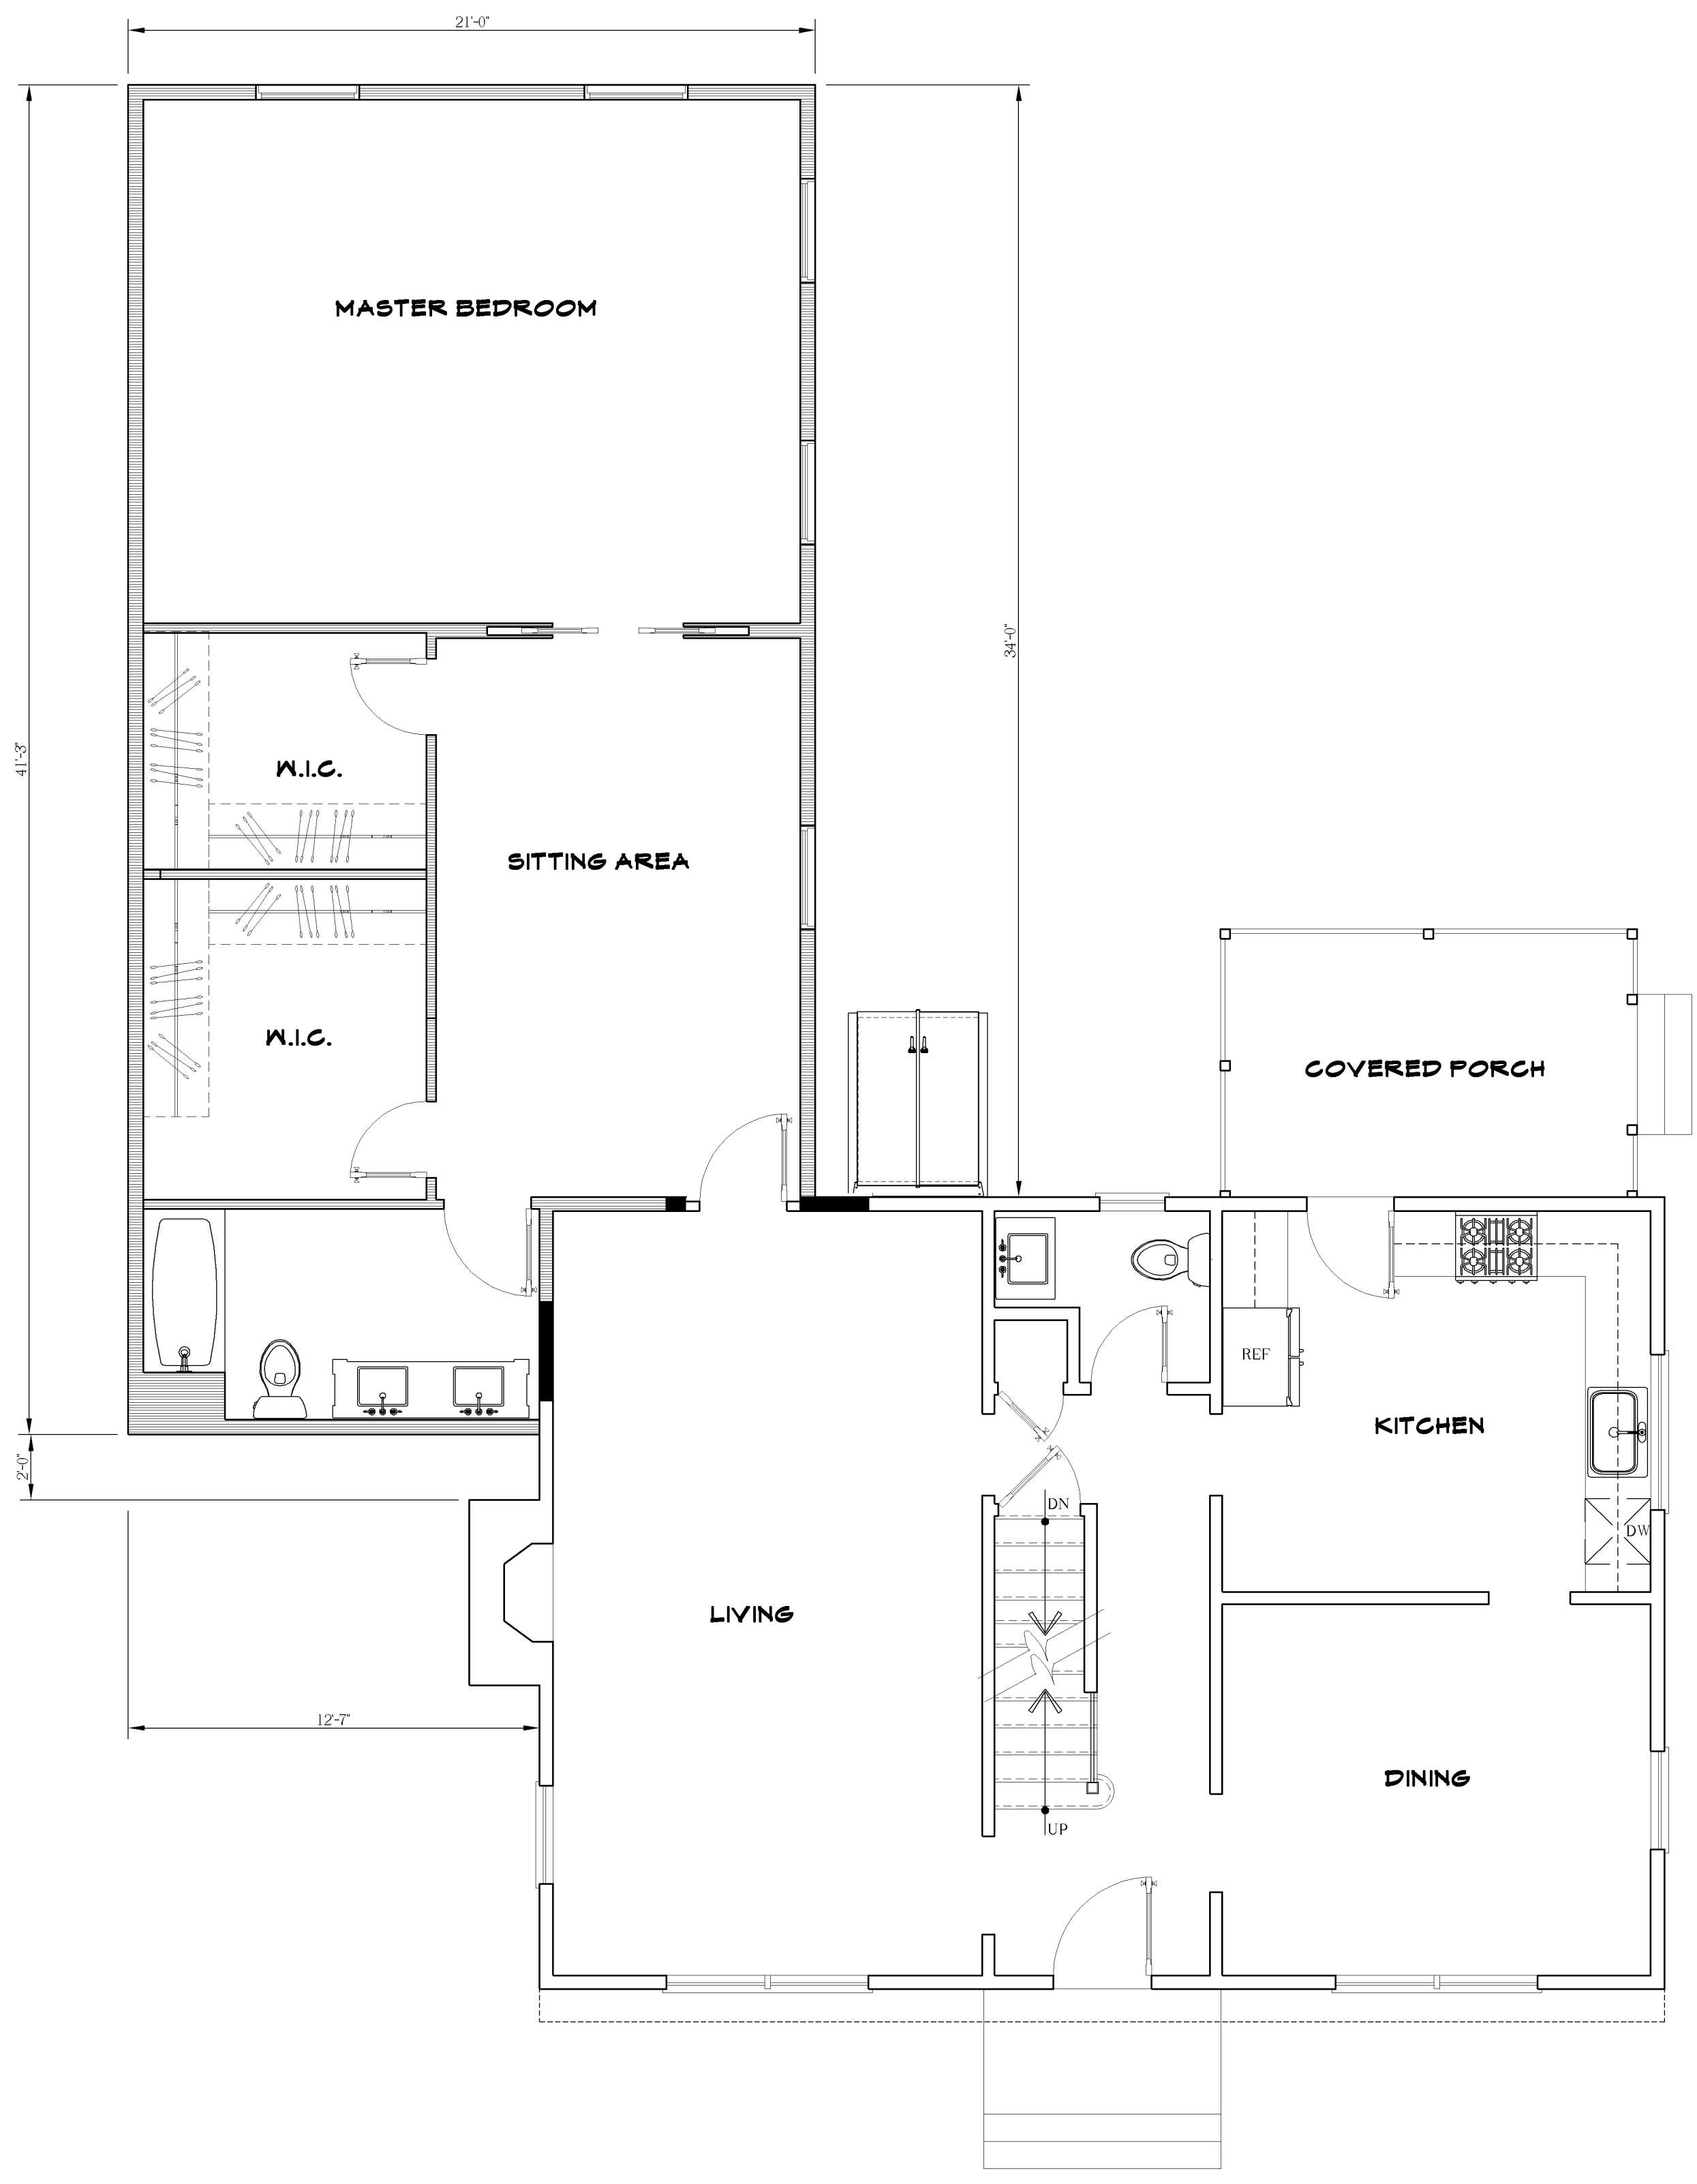 21'-0"
MASTER BEDROOM
34'-0"
41'-3"
W.I.C.
SITTING AREA
W.I.C.
COVERED PORCH
REF
KITCHEN
2'-0"
DN
DW
LIVING
12'-7"
DINING
UP